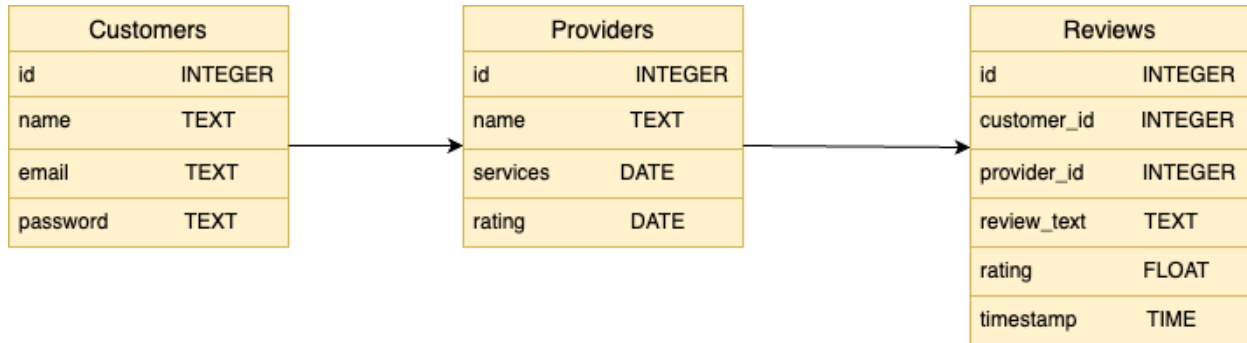 Customers
id INTEGER
name TEXT
email TEXT
password TEXT
Providers
id INTEGER
name TEXT
services DATE
rating DATE
Reviews
id INTEGER
customer_id INTEGER
provider_id INTEGER
review_text TEXT
rating FLOAT
timestamp TIME